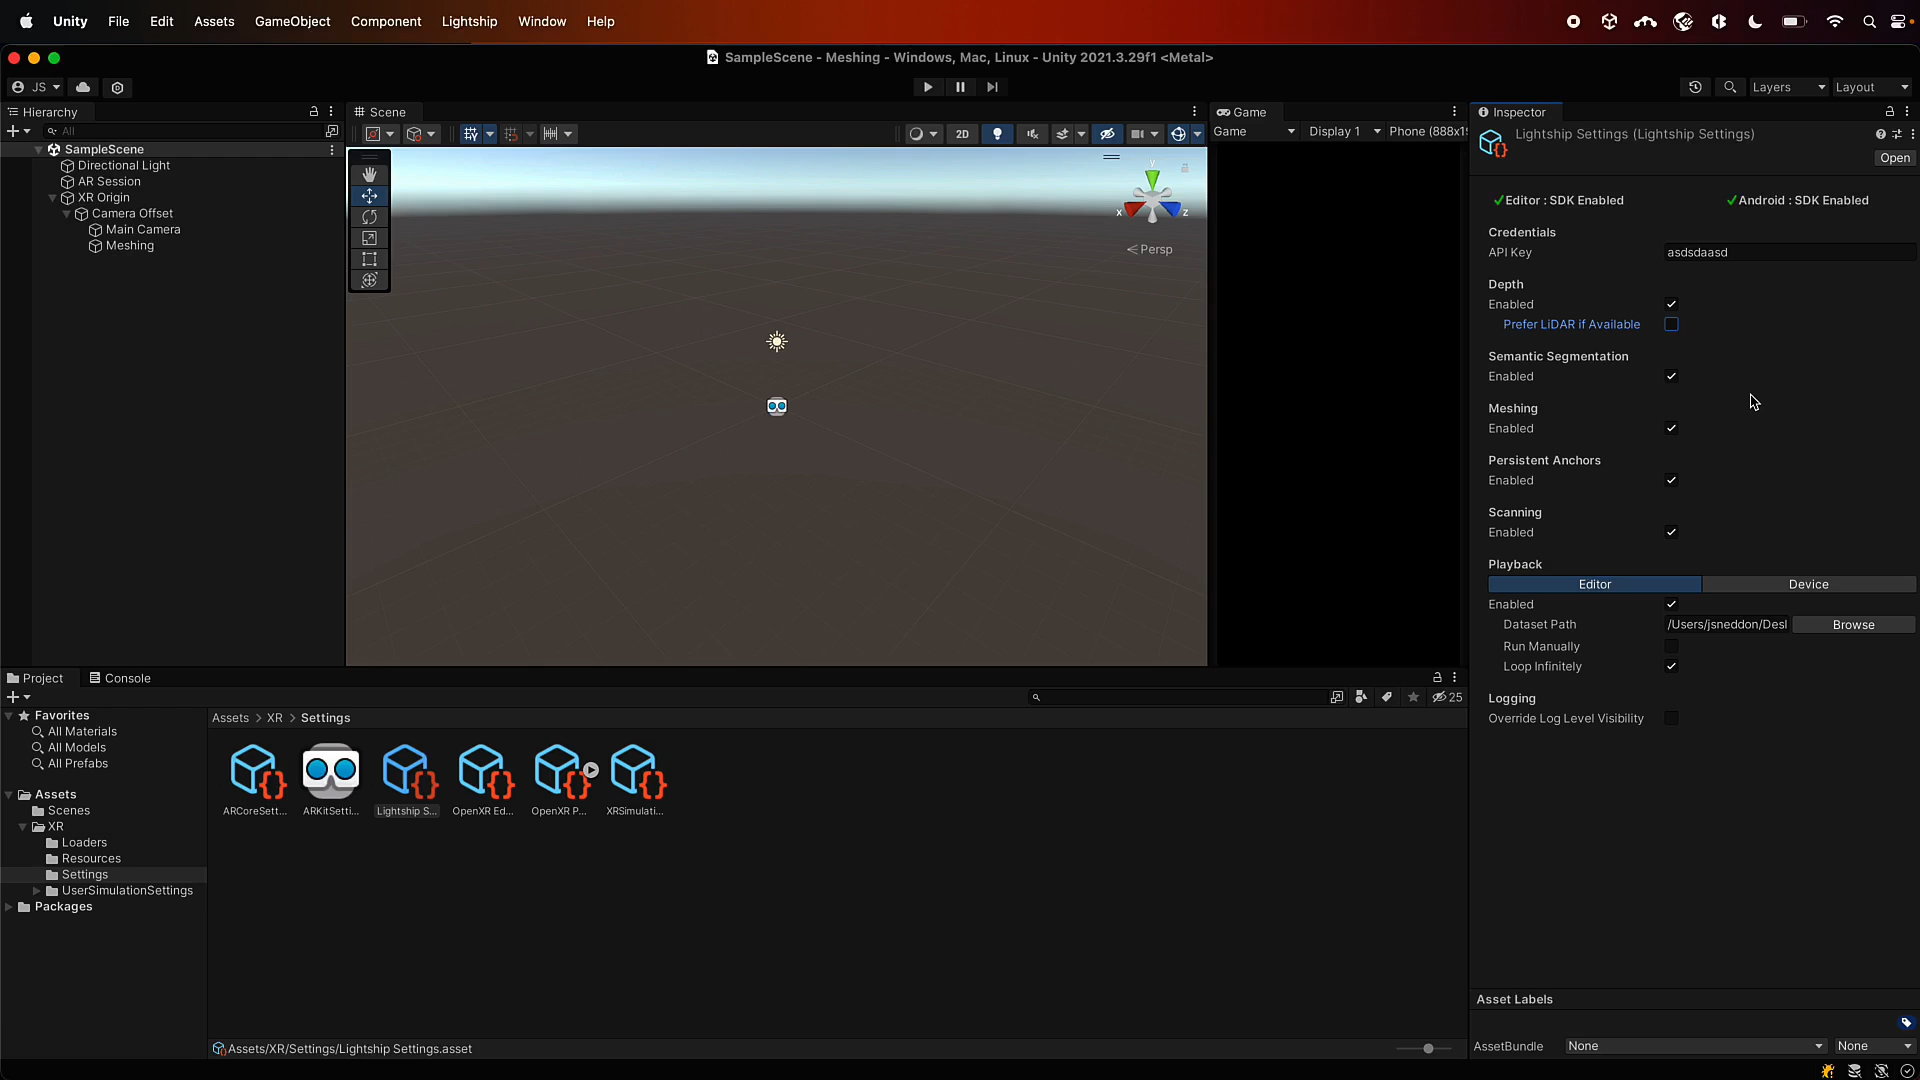 Unity File Edit Assets GameObject Component Lightship Window Help
SampleScene - Meshing - Windows, Mac, Linux - Unity 2021.3.29f1 <Metal>
JS Layers Layout
Hierarchy
All
SampleScene
Directional Light
AR Session
XR Origin
Camera Offset
Main Camera
Meshing
Scene
2D
y
x
z
Persp
Game
Game Display 1 Phone (888x1
Inspector
Lightship Settings (Lightship Settings)
Open
Editor : SDK Enabled Android : SDK Enabled
Credentials
API Key asdsdaasd
Depth
Enabled
Prefer LiDAR if Available
Semantic Segmentation
Enabled
Meshing
Enabled
Persistent Anchors
Enabled
Scanning
Enabled
Playback
Editor Device
Enabled
Dataset Path /Users/jsneddon/Desl Browse
Run Manually
Loop Infinitely
Logging
Override Log Level Visibility
Project Console
25
Favorites
All Materials
All Models
All Prefabs
Assets
Scenes
XR
Loaders
Resources
Settings
UserSimulationSettings
Packages
Assets > XR > Settings
ARCoreSett... ARKitSetti... Lightship S... OpenXR Ed... OpenXR P... XRSimulati...
Assets/XR/Settings/Lightship Settings.asset
Asset Labels
AssetBundle None None